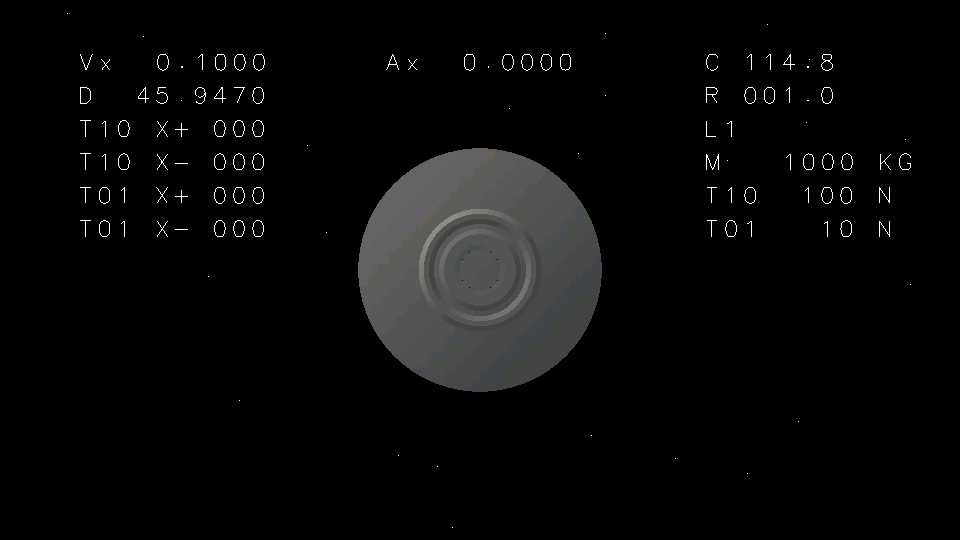 Vx 0.1000 Ax 0.0000 C 114.8
D 45.9470 R 001.0
T10 X+ 000 L1
T10 X- 000 M 1000 KG
T01 X+ 000 T10 100 N
T01 X- 000 T01 10 N